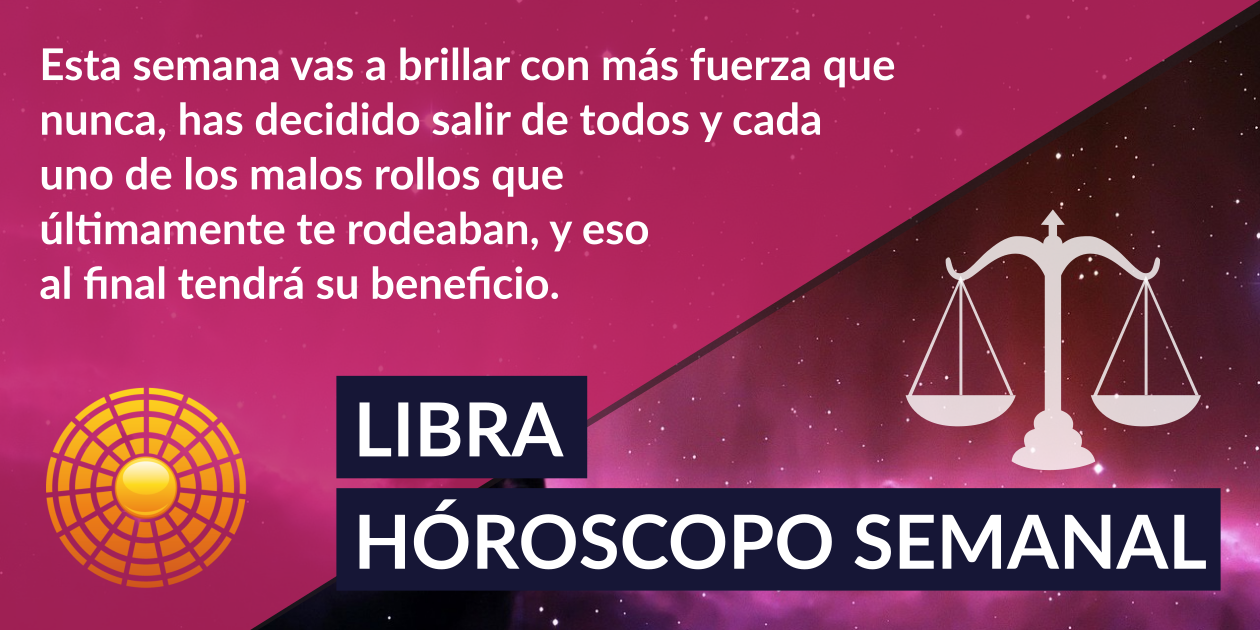 Esta semana vas a brillar con más fuerza que
nunca, has decidido salir de todos y cada
uno de los malos rollos que
últimamente te rodeaban, y eso
al final tendrá su beneficio.
LIBRA
HÓROSCOPO SEMANAL